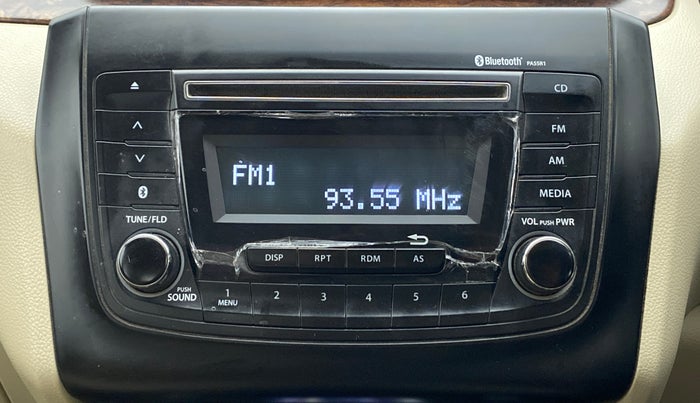 Bluetooth® PA55R1
CD
FM
FM1
AM
93.55 MHz
MEDIA
TUNE/FLD
VOL PUSH PWR
DISP RPT RDM AS
PUSH
SOUND
1 2 3 4 5 6
MENU